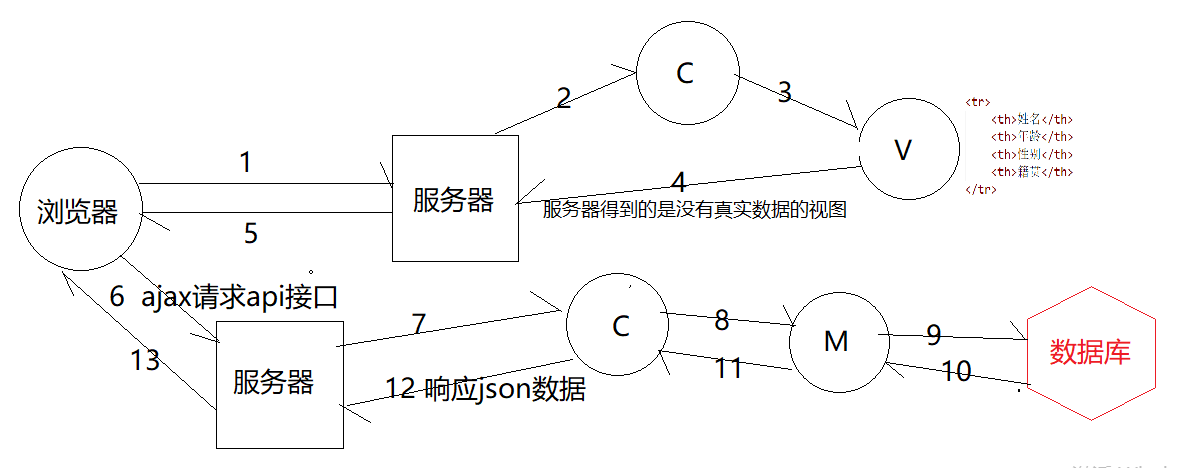 C
2
3
<tr>
<th>姓名</th>
<th>年龄</th>
<th>性别</th>
<th>籍贯</th>
</tr>
V
1
服务器
4
浏览器
服务器得到的是没有真实数据的视图
5
6 ajax请求api接口
7
C
8
9
M
数据库
13
服务器
12 响应json数据
11
10